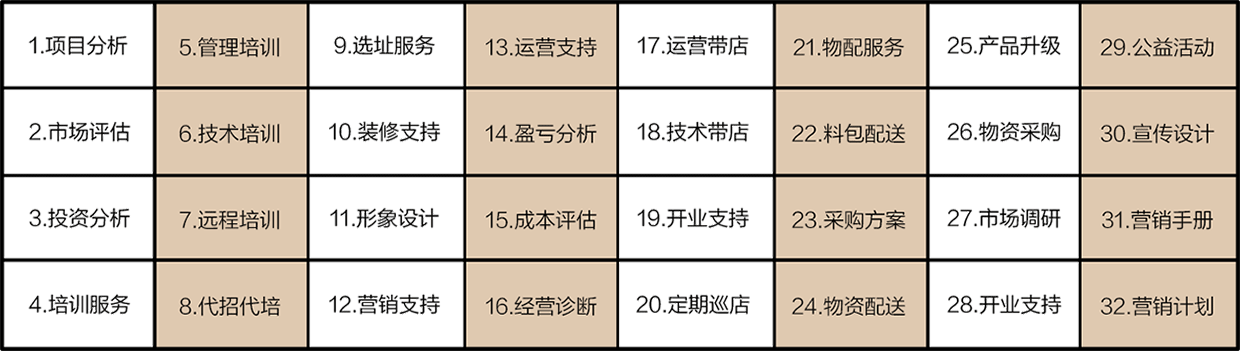 1.项目分析 5.管理培训 9.选址服务 13.运营支持 17.运营带店 21.物配服务 25.产品升级 29.公益活动
2.市场评估 6.技术培训 10.装修支持 14.盈亏分析 18.技术带店 22.料包配送 26.物资采购 30.宣传设计
3.投资分析 7.远程培训 11.形象设计 15.成本评估 19.开业支持 23.采购方案 27.市场调研 31.营销手册
4.培训服务 8.代招代培 12.营销支持 16.经营诊断 20.定期巡店 24.物资配送 28.开业支持 32.营销计划